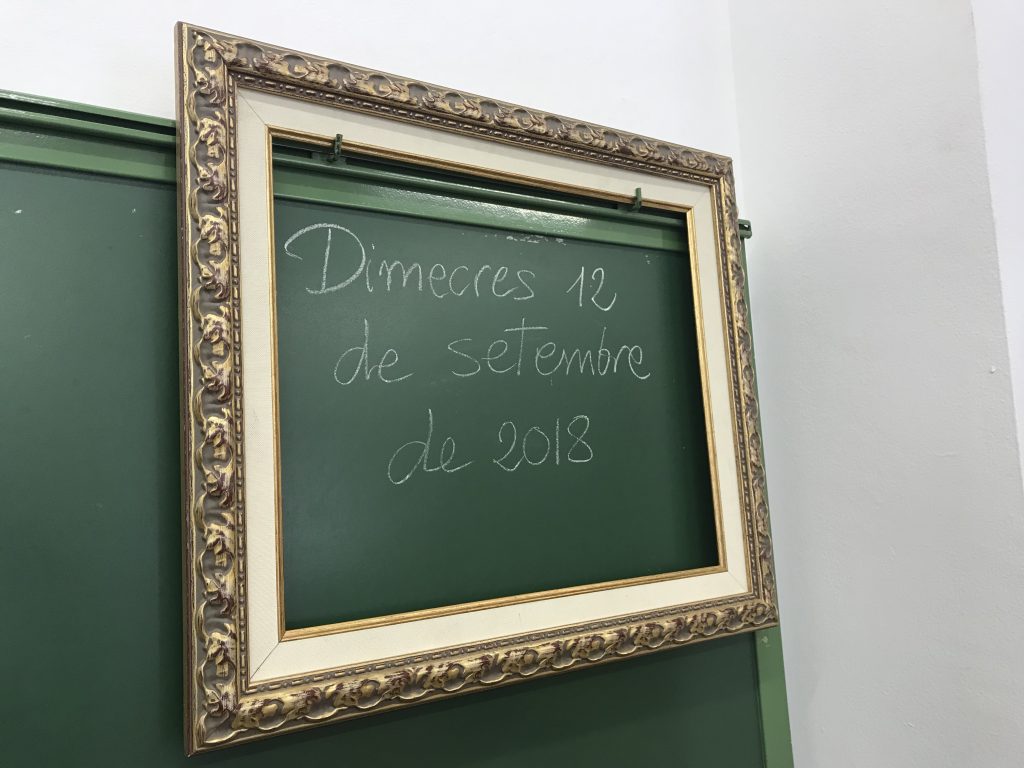 Dimecres 12
de setembre
de 2018